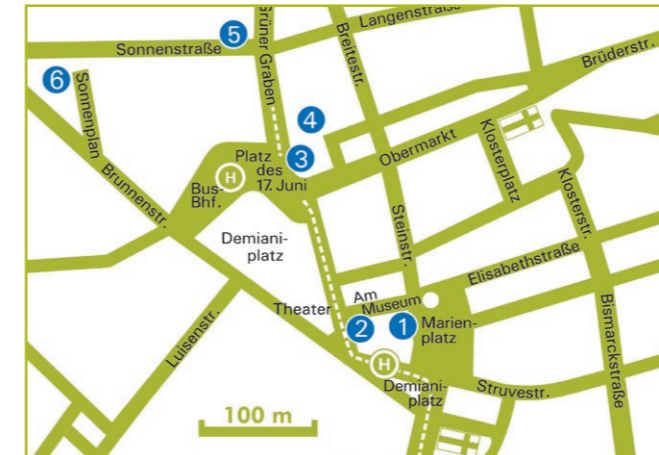 Grüner Graben
Langenstraße
5
Sonnenstraße
Breitestr.
Brüderstr.
6
Sonnenplan
4
3
Platz
des
17. Juni
Obermarkt
Klosterplatz
H
Bus-
Bhf.
Brunnenstr.
Steinstr.
Klosterstr.
Demiani-
platz
Elisabethstraße
Am
Museum
Theater
2
1
Marien-
platz
Bismarckstraße
Luisenstr.
H
Demiani-
platz
Struvestr.
100 m